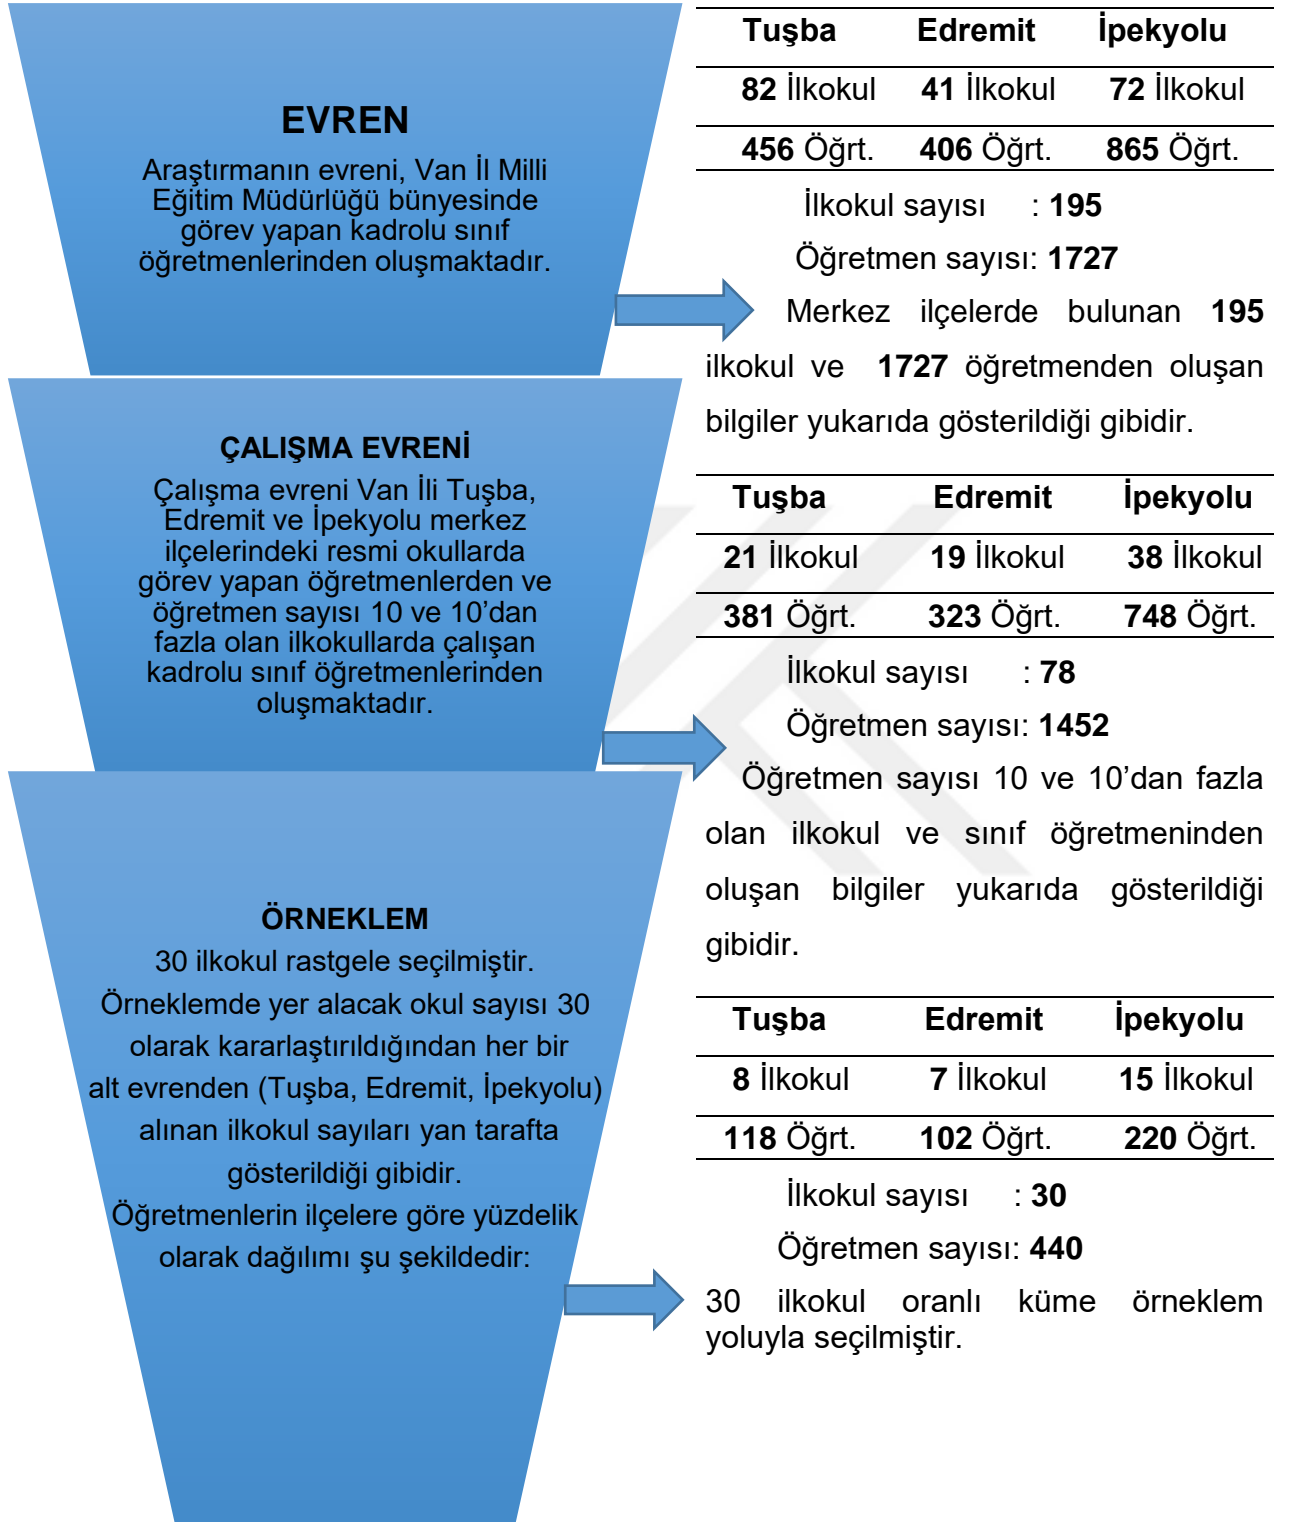 EVREN
Araştırmanın evreni, Van İl Milli
Eğitim Müdürlüğü bünyesinde
görev yapan kadrolu sınıf
öğretmenlerinden oluşmaktadır.
Tuşba Edremit İpekyolu
82 İlkokul 41 İlkokul 72 İlkokul
456 Öğrt. 406 Öğrt. 865 Öğrt.
İlkokul sayısı : 195
Öğretmen sayısı: 1727
Merkez ilçelerde bulunan 195
ilkokul ve 1727 öğretmenden oluşan
bilgiler yukarıda gösterildiği gibidir.
ÇALIŞMA EVRENİ
Çalışma evreni Van İli Tuşba,
Edremit ve İpekyolu merkez
ilçelerindeki resmi okullarda
görev yapan öğretmenlerden ve
öğretmen sayısı 10 ve 10’dan
fazla olan ilkokullarda çalışan
kadrolu sınıf öğretmenlerinden
oluşmaktadır.
Tuşba Edremit İpekyolu
21 İlkokul 19 İlkokul 38 İlkokul
381 Öğrt. 323 Öğrt. 748 Öğrt.
İlkokul sayısı : 78
Öğretmen sayısı: 1452
Öğretmen sayısı 10 ve 10’dan fazla
olan ilkokul ve sınıf öğretmeninden
oluşan bilgiler yukarıda gösterildiği
gibidir.
ÖRNEKLEM
30 ilkokul rastgele seçilmiştir.
Örneklemde yer alacak okul sayısı 30
olarak kararlaştırıldığından her bir
alt evrenden (Tuşba, Edremit, İpekyolu)
alınan ilkokul sayıları yan tarafta
gösterildiği gibidir.
Öğretmenlerin ilçelere göre yüzdelik
olarak dağılımı şu şekildedir:
Tuşba Edremit İpekyolu
8 İlkokul 7 İlkokul 15 İlkokul
118 Öğrt. 102 Öğrt. 220 Öğrt.
İlkokul sayısı : 30
Öğretmen sayısı: 440
30 ilkokul oranlı küme örneklem
yoluyla seçilmiştir.